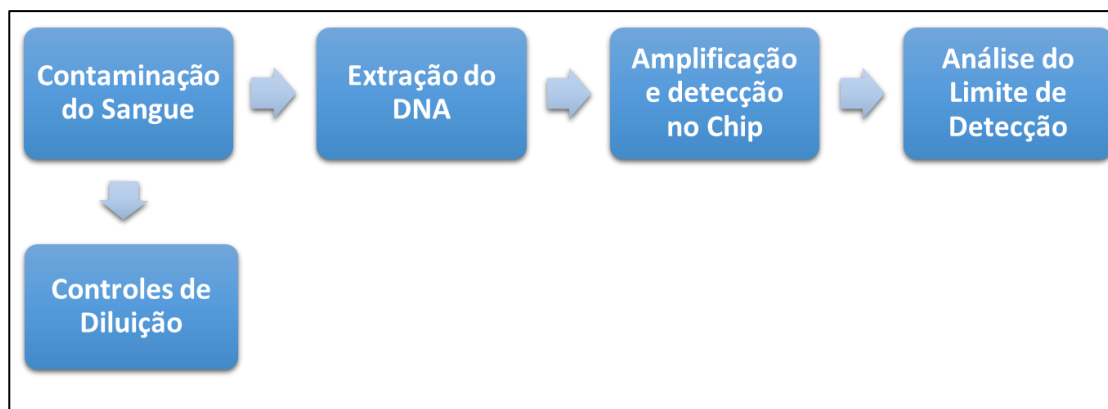 Contaminação
do Sangue
Extração do
DNA
Amplificação
e detecção
no Chip
Análise do
Limite de
Detecção
Controles de
Diluição